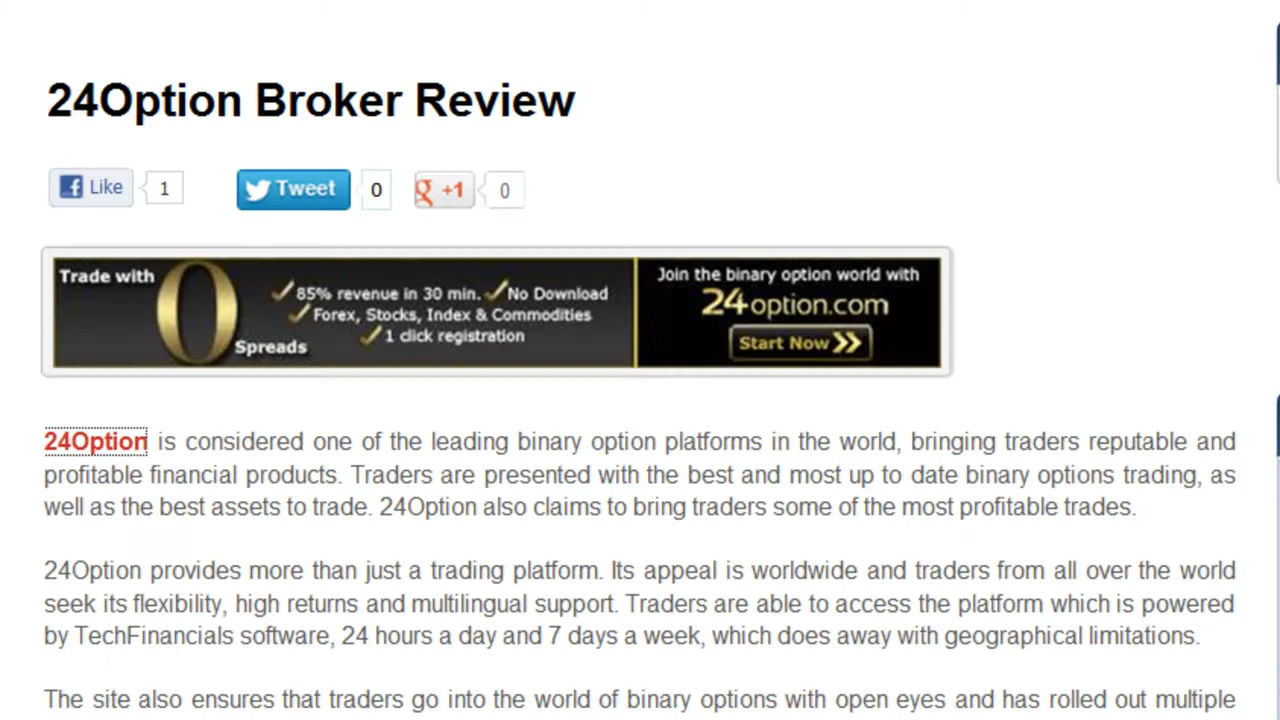 24Option Broker Review
Like 1 Tweet 0 +1 0
Trade with 0 Spreads
85% revenue in 30 min. No Download
Forex, Stocks, Index & Commodities
1 click registration
Join the binary option world with
24option.com
Start Now
24Option is considered one of the leading binary option platforms in the world, bringing traders reputable and
profitable financial products. Traders are presented with the best and most up to date binary options trading, as
well as the best assets to trade. 24Option also claims to bring traders some of the most profitable trades.
24Option provides more than just a trading platform. Its appeal is worldwide and traders from all over the world
seek its flexibility, high returns and multilingual support. Traders are able to access the platform which is powered
by TechFinancials software, 24 hours a day and 7 days a week, which does away with geographical limitations.
The site also ensures that traders go into the world of binary options with open eyes and has rolled out multiple